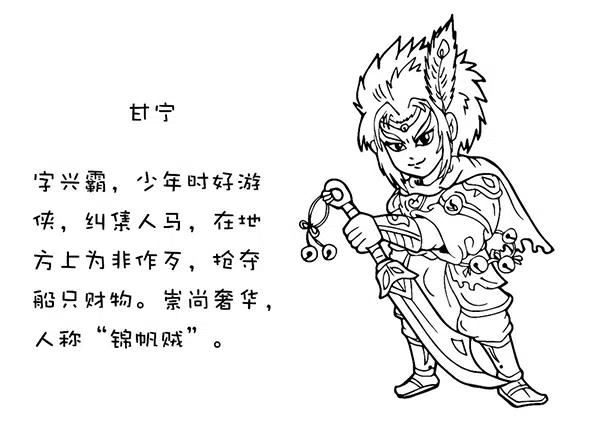 甘宁
字兴霸，少年时好游
侠，纠集人马，在地
方上为非作歹，抢夺
船只财物。崇尚奢华，
人称“锦帆贼”。